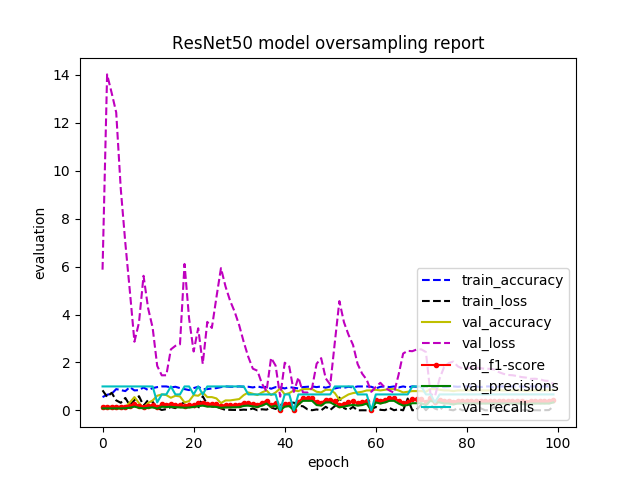 ResNet50 model oversampling report
14
12
10
8
6
4
2
0
evaluation
train_accuracy
train_loss
val_accuracy
val_loss
val_f1-score
val_precisions
val_recalls
0 20 40 60 80 100
epoch